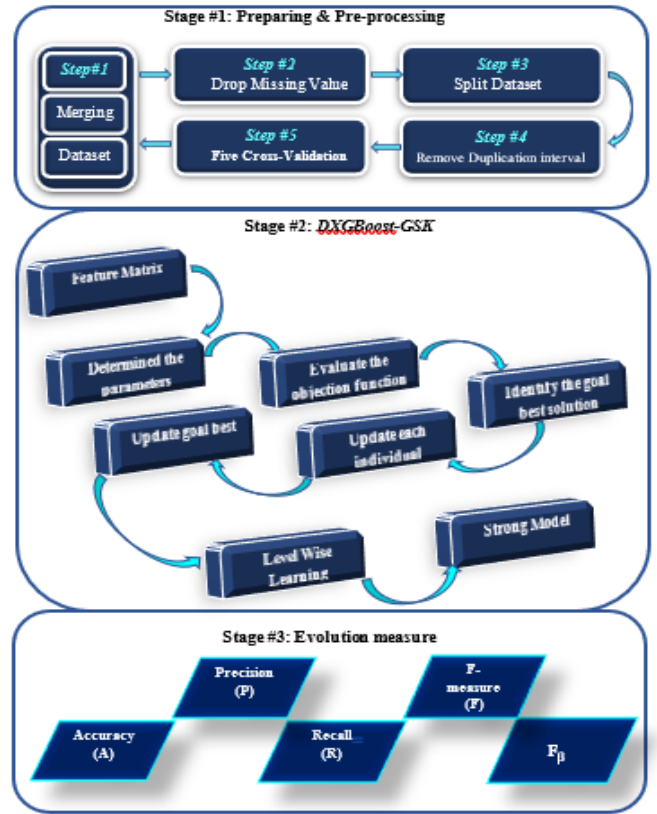 Stage #1: Preparing & Pre-processing
Step#1
Merging
Dataset
Step #2
Drop Missing Value
Step #3
Split Dataset
Step #4
Remove Duplication interval
Step #5
Five Cross-Validation
Stage #2: DXGBoost-GSK
Feature Matrix
Determined the
parameters
Evaluate the
objection function
Identify the goal
best solution
Update each
individual
Update goal best
Level Wise
Learning
Strong Model
Stage #3: Evolution measure
Accuracy
(A)
Precision
(P)
Recall
(R)
F-
measure
(F)
Fβ